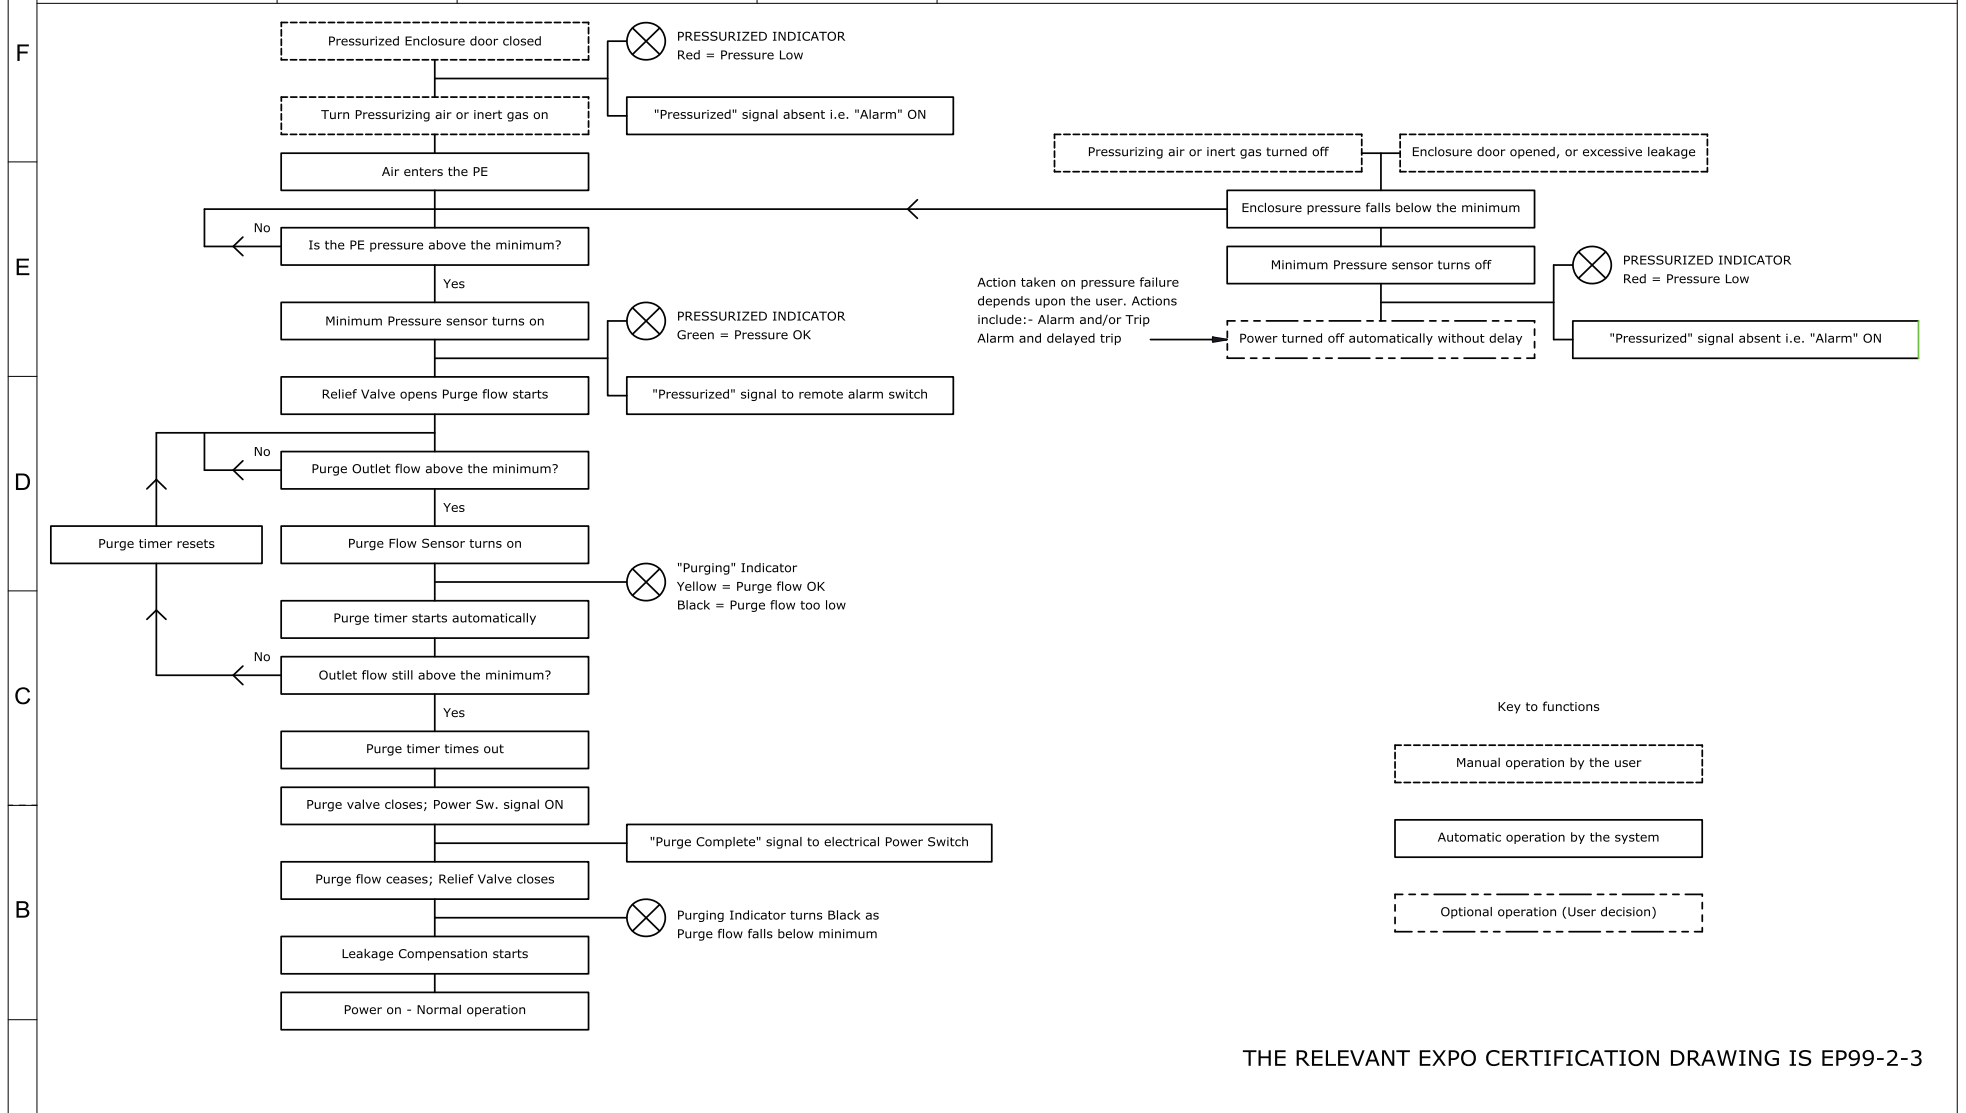 F
Pressurized Enclosure door closed
PRESSURIZED INDICATOR
Red = Pressure Low
Turn Pressurizing air or inert gas on
"Pressurized" signal absent i.e. "Alarm" ON
Air enters the PE
Pressurizing air or inert gas turned off
Enclosure door opened, or excessive leakage
Enclosure pressure falls below the minimum
No
Is the PE pressure above the minimum?
E
Yes
Minimum Pressure sensor turns off
PRESSURIZED INDICATOR
Red = Pressure Low
Action taken on pressure failure
depends upon the user. Actions
include:- Alarm and/or Trip
Alarm and delayed trip
Power turned off automatically without delay
"Pressurized" signal absent i.e. "Alarm" ON
Minimum Pressure sensor turns on
PRESSURIZED INDICATOR
Green = Pressure OK
Relief Valve opens Purge flow starts
"Pressurized" signal to remote alarm switch
No
Purge Outlet flow above the minimum?
D
Yes
Purge timer resets
Purge Flow Sensor turns on
"Purging" Indicator
Yellow = Purge flow OK
Black = Purge flow too low
Purge timer starts automatically
No
Outlet flow still above the minimum?
C
Yes
Purge timer times out
Purge valve closes; Power Sw. signal ON
"Purge Complete" signal to electrical Power Switch
Purge flow ceases; Relief Valve closes
B
Purging Indicator turns Black as
Purge flow falls below minimum
Leakage Compensation starts
Power on - Normal operation
Key to functions
Manual operation by the user
Automatic operation by the system
Optional operation (User decision)
THE RELEVANT EXPO CERTIFICATION DRAWING IS EP99-2-3